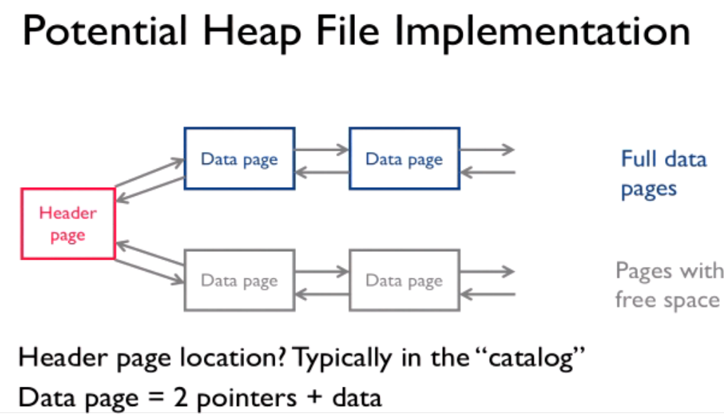 Potential Heap File Implementation
Data page
Data page
Full data
pages
Header
page
Data page
Data page
Pages with
free space
Header page location? Typically in the “catalog”
Data page = 2 pointers + data